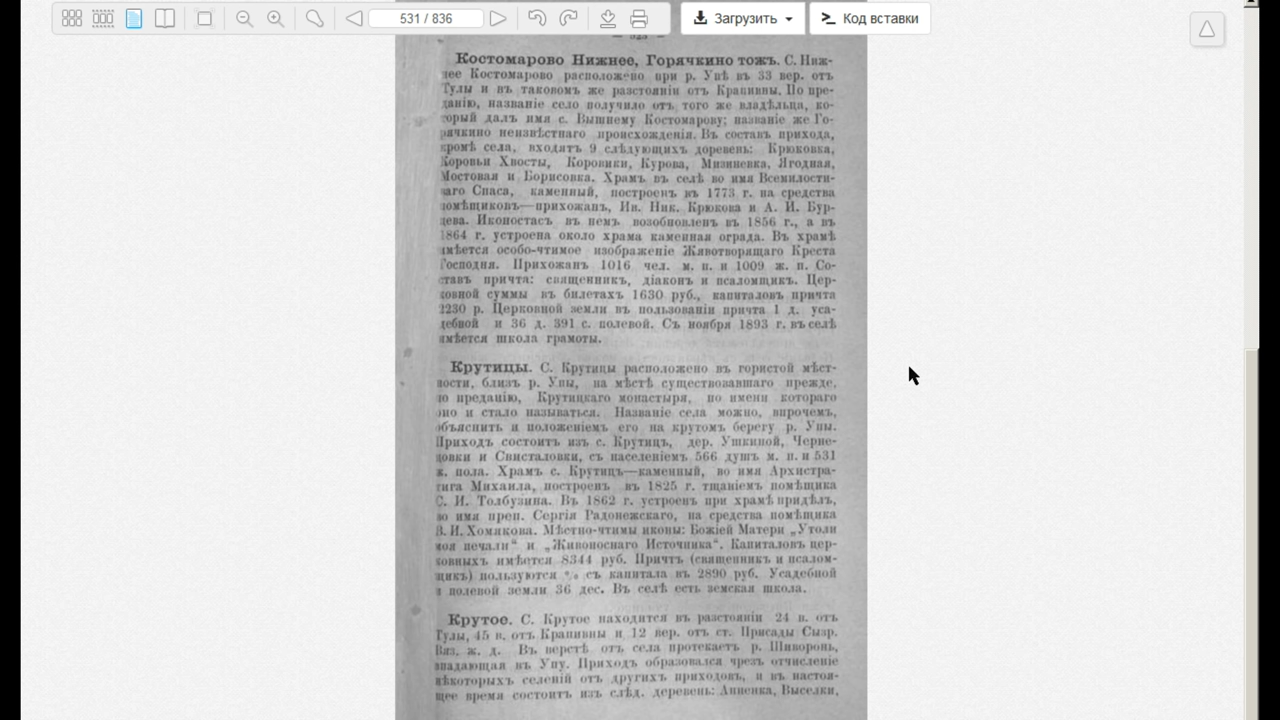 531 / 836
Загрузить
Код вставки
Костомарово Нижнее, Горячкино тожъ. С. Ниж-
нее Костомарово расположено при р. Упѣ въ 33 вер. отъ
Тулы и въ таковомъ же разстояніи отъ Крапивны. По пре-
данію, названіе село получило отъ того же владѣльца, ко-
торый далъ имя с. Вышнему Костомарову; названіе же Го-
рячкино неизвѣстнаго происхожденія. Въ составъ прихода,
кромѣ села, входятъ 9 слѣдующихъ деревень: Крюковка,
Коровьи Хвосты, Коровики, Курова, Мизиневка, Ягодная,
Мостовая и Борисовка. Храмъ въ селѣ во имя Всемилости-
ваго Спаса, каменный, построенъ въ 1773 г. на средства
помѣщиковъ—прихожанъ, Ив. Ник. Крюкова и А. И. Бур-
цева. Иконостасъ въ немъ возобновленъ въ 1856 г., а въ
1864 г. устроена около храма каменная ограда. Въ храмѣ
имѣется особо-чтимое изображеніе Животворящаго Креста
Господня. Прихожанъ 1016 чел. м. п. и 1009 ж. п. Со-
ставъ причта: священникъ, діаконъ и псаломщикъ. Цер-
ковной суммы въ билетахъ 1630 руб., капиталовъ причта
2230 р. Церковной земли въ пользованіи причта 1 д. уса-
дебной и 36 д. 391 с. полевой. Съ ноября 1893 г. въ селѣ
имѣется школа грамоты.
Крутицы. С. Крутицы расположено въ гористой мѣст-
ности, близъ р. Упы, на мѣстѣ существовавшаго прежде,
по преданію, Крутицкаго монастыря, по имени котораго
оно и стало называться. Названіе села можно, впрочемъ,
объяснить и положеніемъ его на крутомъ берегу р. Упы.
Приходъ состоитъ изъ с. Крутицъ, дер. Ушкиной, Черне-
цовки и Свисталовки, съ населеніемъ 566 душъ м. п. и 531
ж. пола. Храмъ с. Крутицъ—каменный, во имя Архистра-
тига Михаила, построенъ въ 1825 г. тщаніемъ помѣщика
С. И. Толбузина. Въ 1862 г. устроенъ при храмѣ придѣлъ,
во имя преп. Сергія Радонежскаго, на средства помѣщика
В. И. Хомякова. Мѣстно-чтимы иконы: Божіей Матери „Утоли
моя печали“ и „Живоноснаго Источника“. Капиталовъ цер-
ковныхъ имѣется 8344 руб. Причтъ (священникъ и псалом-
щикъ) пользуются съ капитала въ 2890 руб. Усадебной
и полевой земли 36 дес. Въ селѣ есть земская школа.
Крутое. С. Крутое находится въ разстояніи 24 в. отъ
Тулы, 45 в. отъ Крапивны и 12 вер. отъ ст. Присады Сызр.
Вяз. ж. д. Въ верстѣ отъ села протекаетъ р. Шиворонь,
впадающая въ Упу. Приходъ образовался чрезъ отчисленіе
нѣкоторыхъ селеній отъ другихъ приходовъ, и въ настоя-
щее время состоитъ изъ слѣд. деревень: Анненка, Выселки,